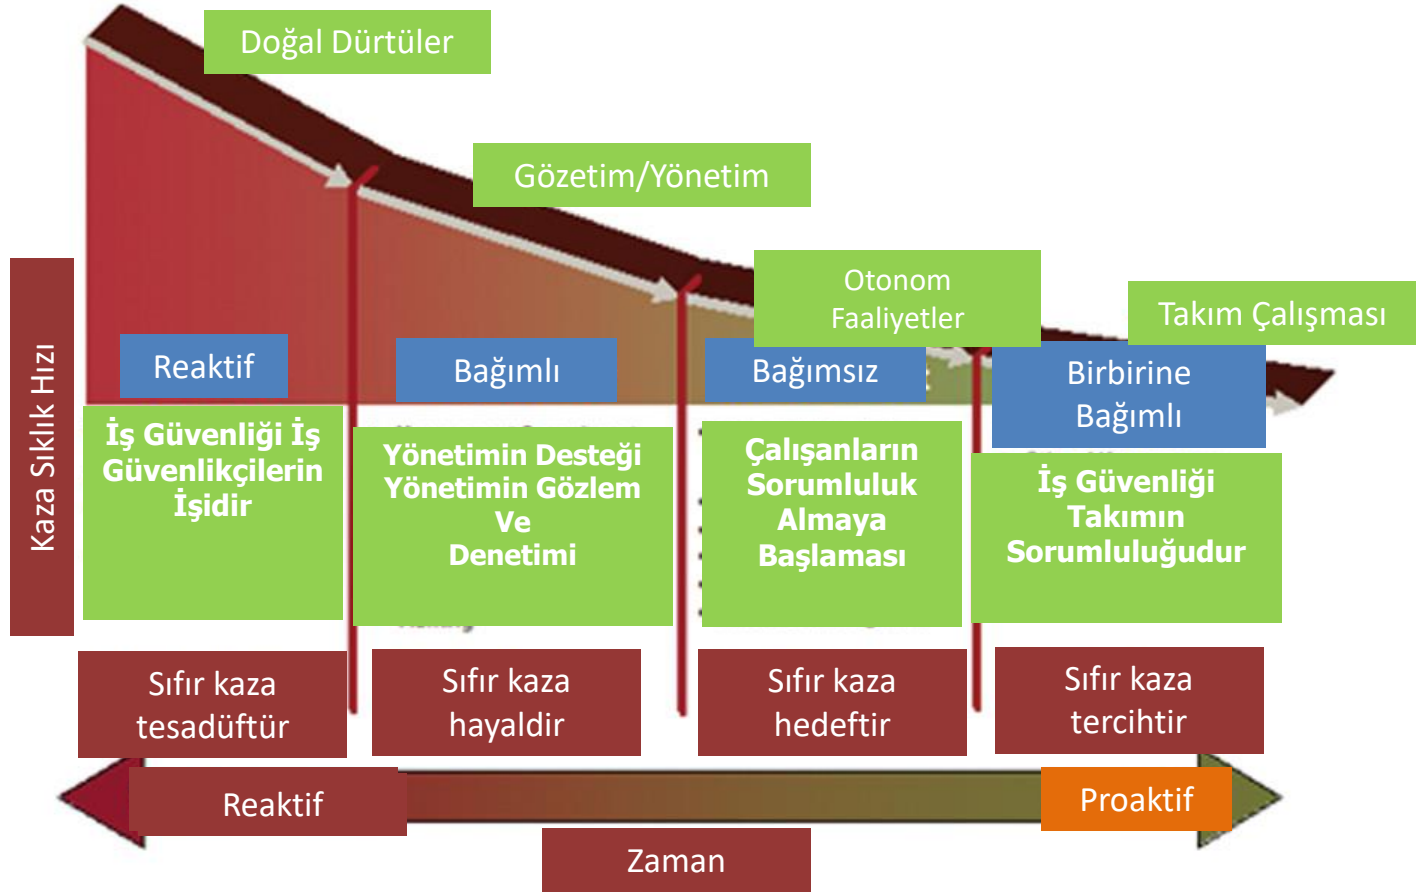 Doğal Dürtüler
Gözetim/Yönetim
Otonom
Faaliyetler
Takım Çalışması
Kaza Sıklık Hızı
Reaktif
Bağımlı
Bağımsız
Birbirine
Bağımlı
İş Güvenliği İş
Güvenlikçilerin
İşidir
Yönetimin Desteği
Yönetimin Gözlem
Ve
Denetimi
Çalışanların
Sorumluluk
Almaya
Başlaması
İş Güvenliği
Takımın
Sorumluluğudur
Sıfır kaza
tesadüftür
Sıfır kaza
hayaldir
Sıfır kaza
hedeftir
Sıfır kaza
tercihtir
Reaktif
Proaktif
Zaman